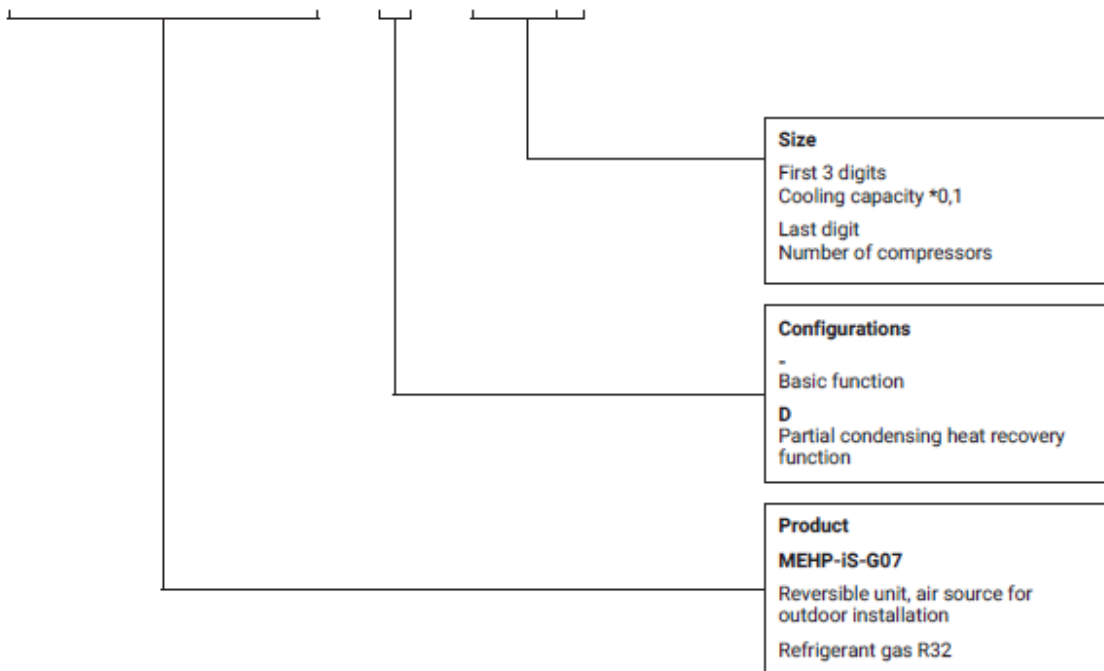 Size
First 3 digits
Cooling capacity *0,1
Last digit
Number of compressors
Configurations
-
Basic function
D
Partial condensing heat recovery
function
Product
MEHP-iS-G07
Reversible unit, air source for
outdoor installation
Refrigerant gas R32